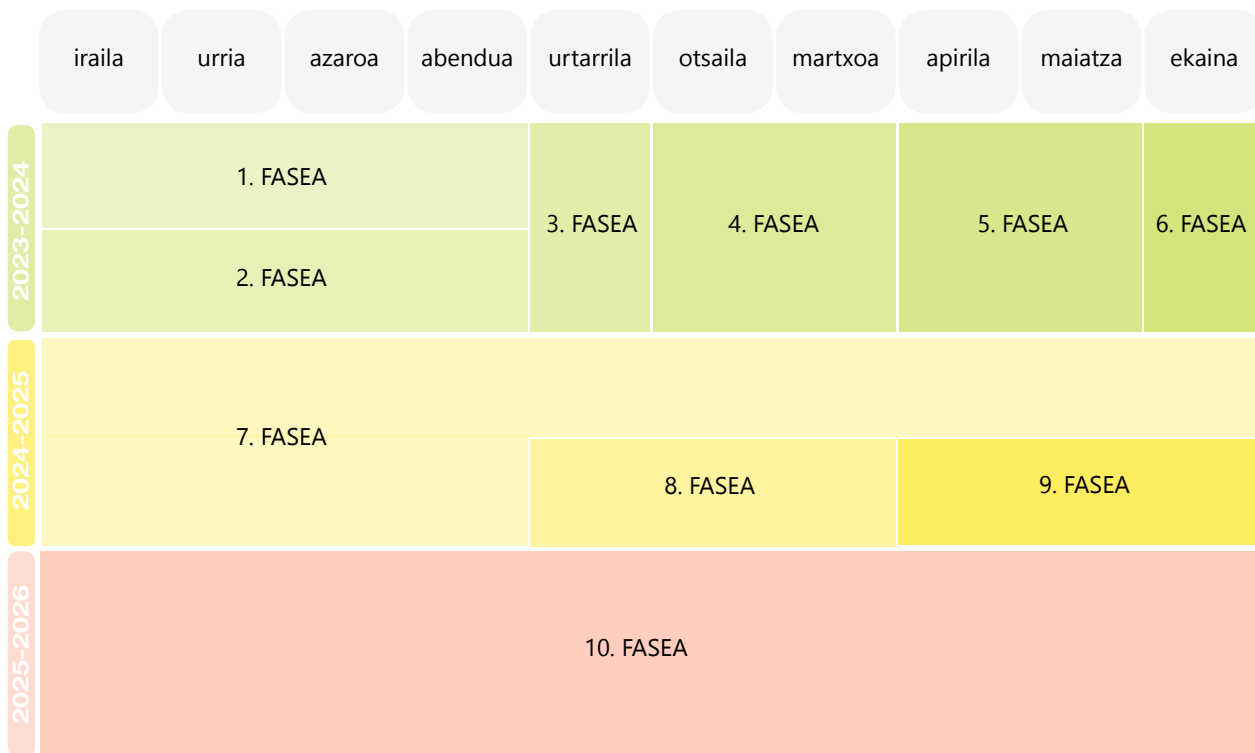 iraila urria azaroa abendua urtarrila otsaila martxoa apirila maiatza ekaina
2023-2024
1. FASEA
2. FASEA
3. FASEA
4. FASEA
5. FASEA
6. FASEA
2024-2025
7. FASEA
8. FASEA
9. FASEA
2025-2026
10. FASEA